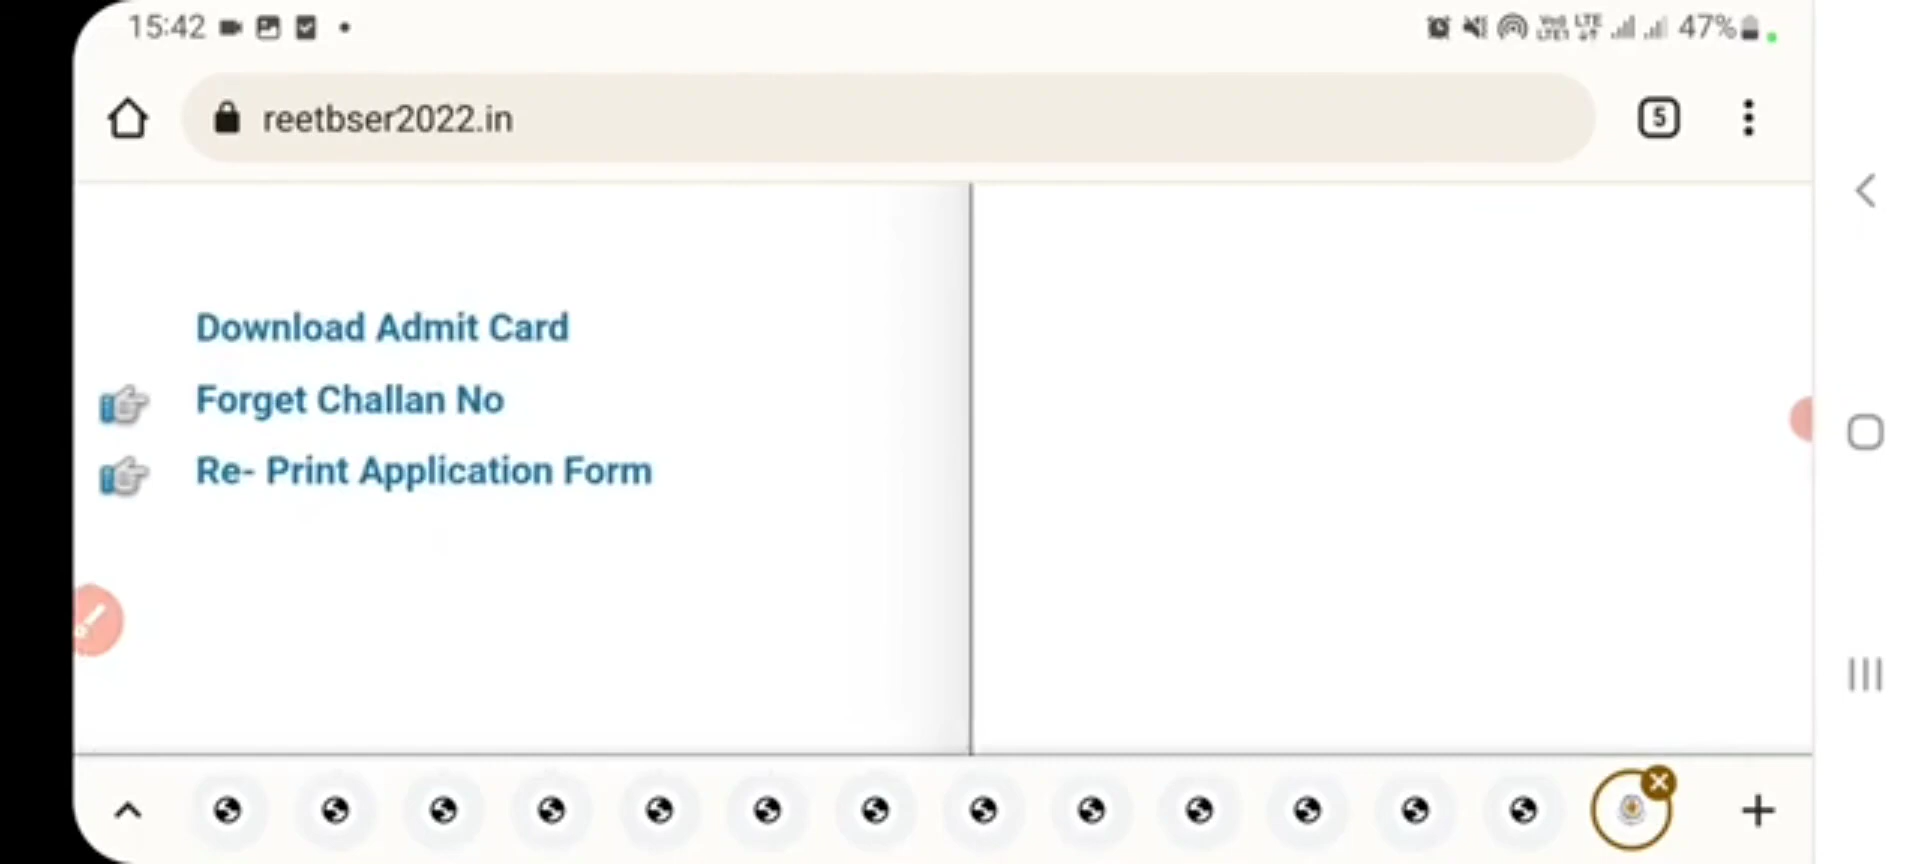 15:42
47%
reetbser2022.in
5
Download Admit Card
Forget Challan No
Re- Print Application Form